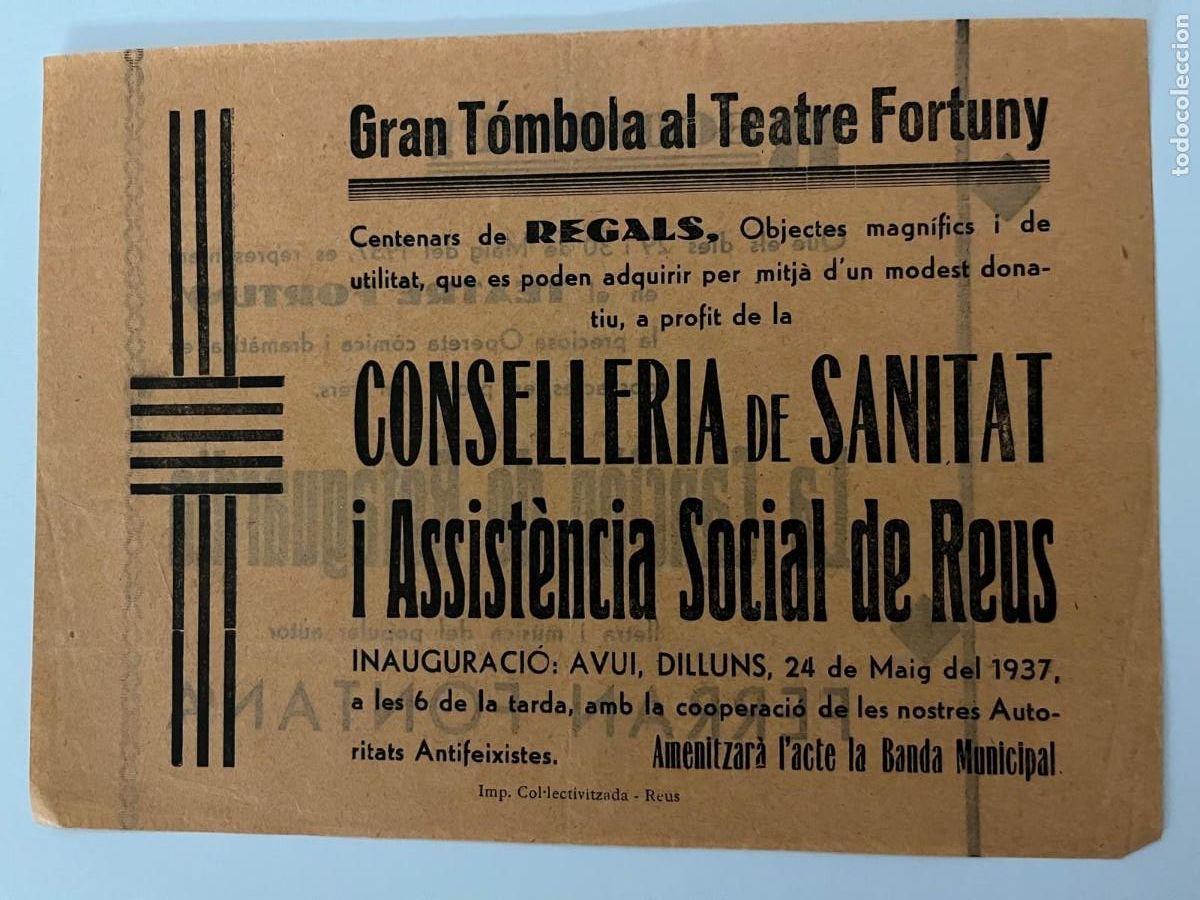 Gran Tómbola al Teatre Fortuny
Centenars de REGALS, Objectes magnífics i de
utilitat, que es poden adquirir per mitjà d'un modest dona-
tiu, a profit de la
CONSELLERIA DE SANITAT
i Assistència Social de Reus
INAUGURACIÓ: AVUI, DILLUNS, 24 de Maig del 1937,
a les 6 de la tarda, amb la cooperació de les nostres Auto-
ritats Antifeixistes. Amenitzarà l'acte la Banda Municipal
Imp. Col·lectivitzada - Reus
todocoleccion